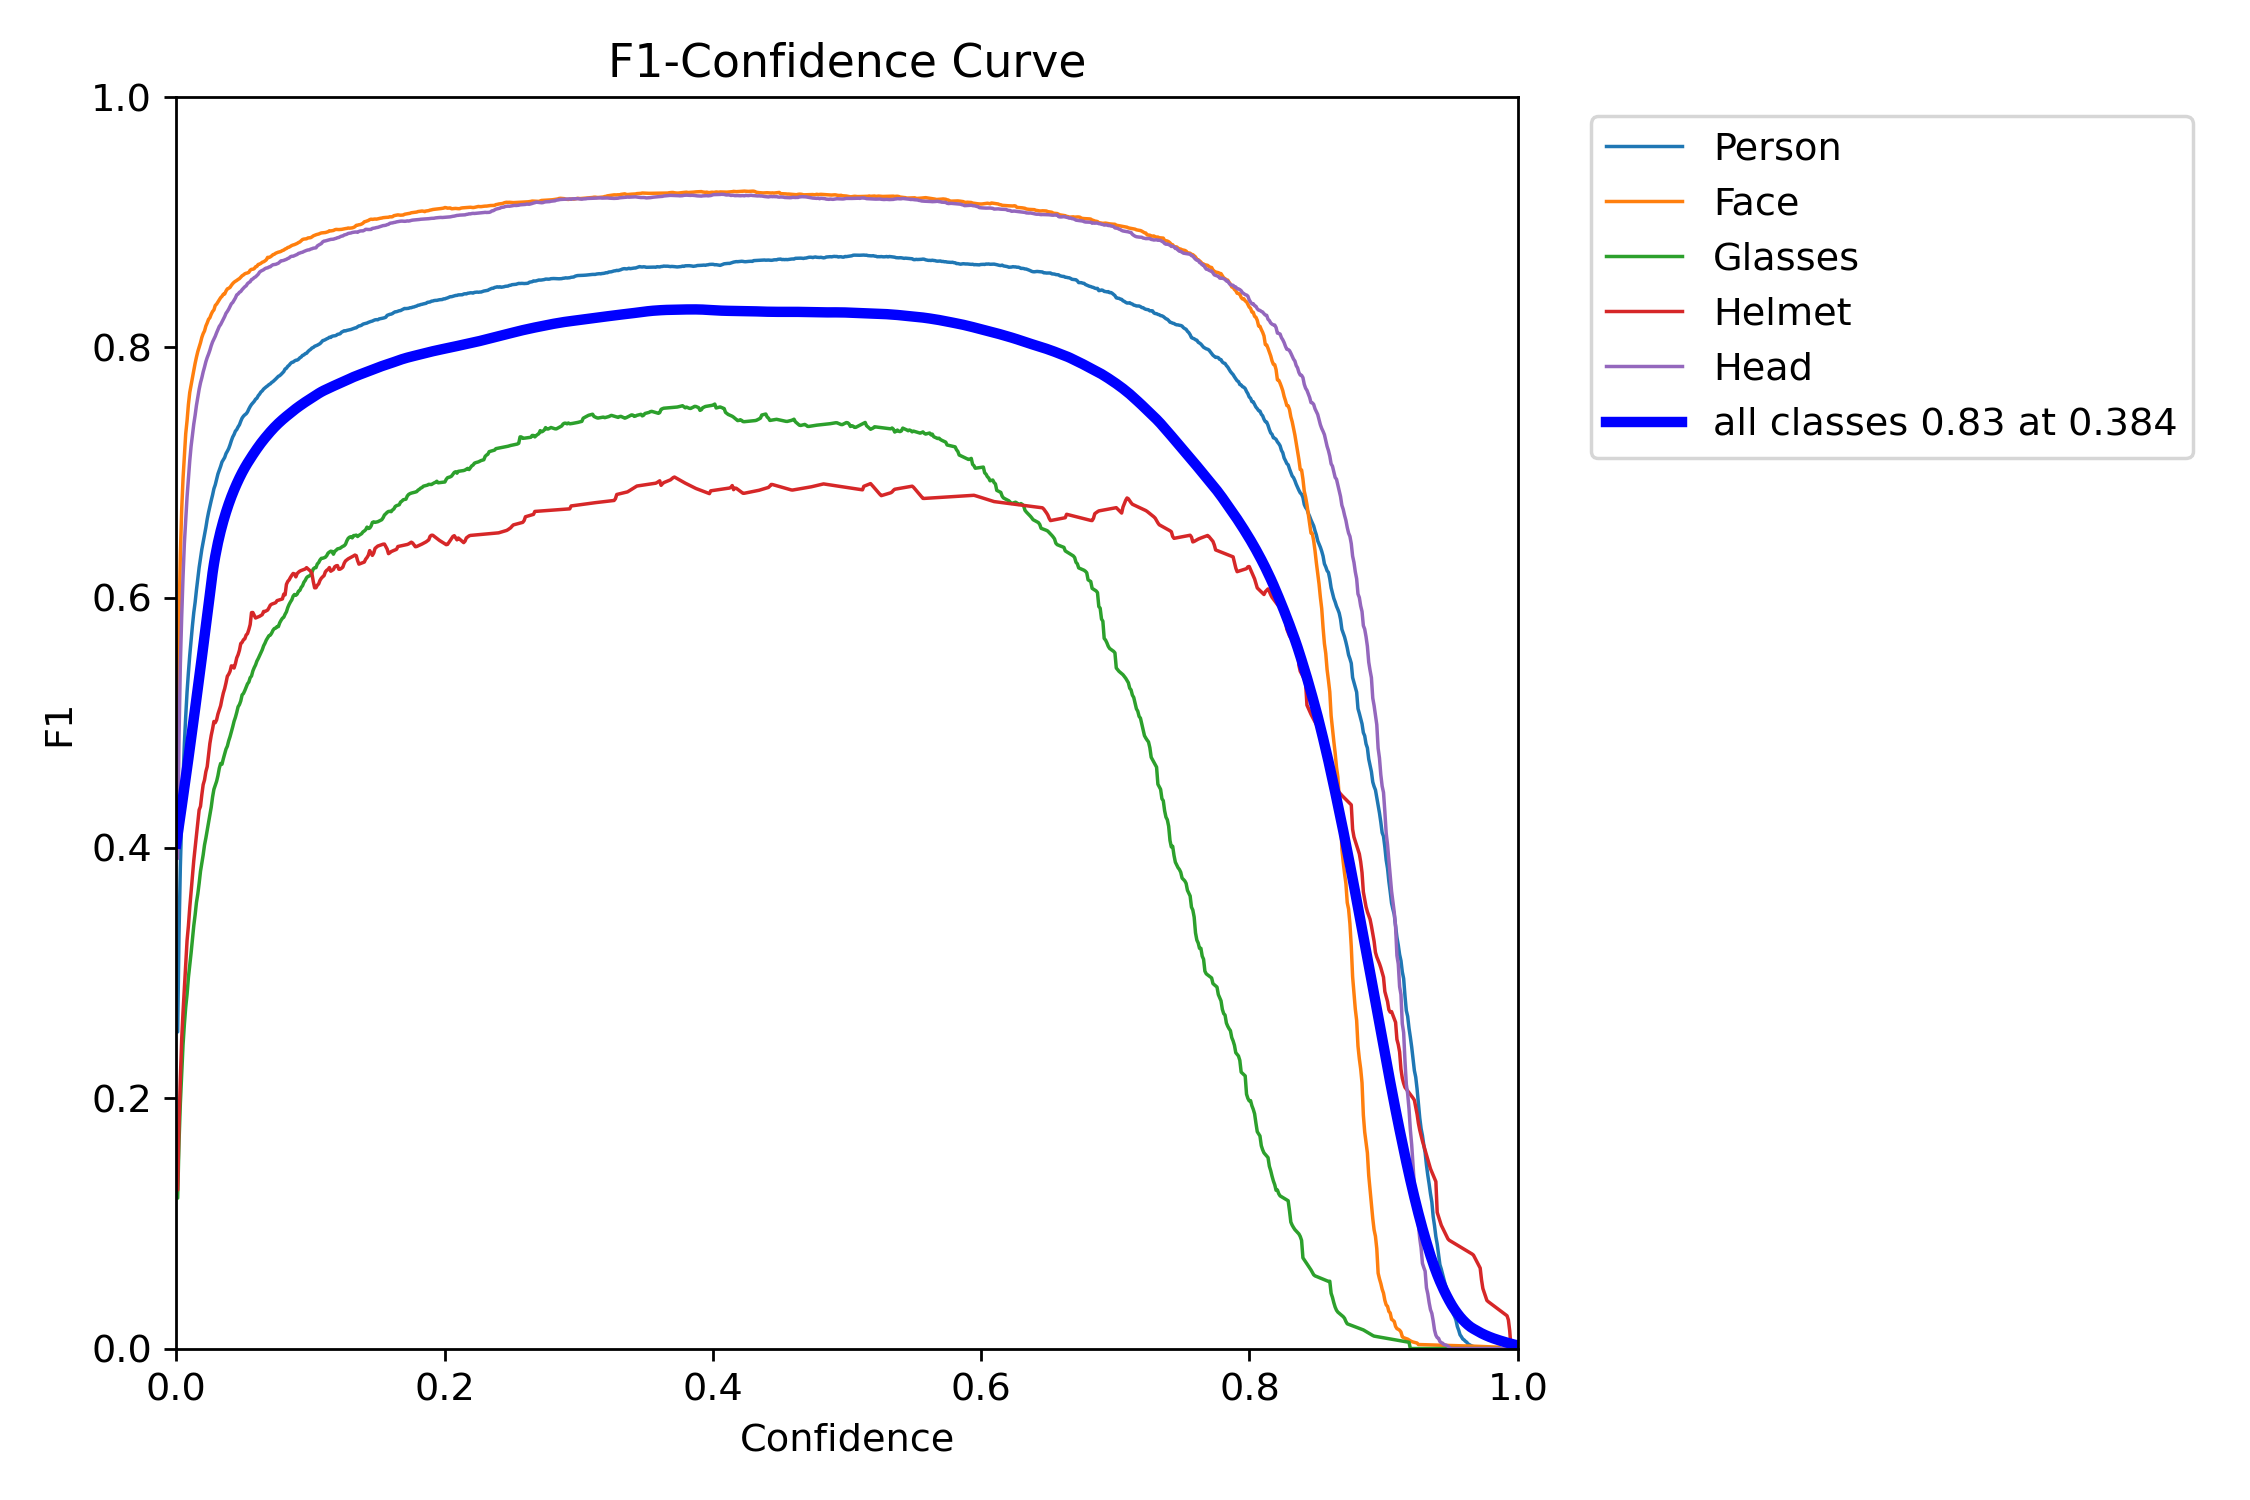 F1-Confidence Curve
1.0
0.8
0.6
0.4
0.2
0.0
F1
0.0 0.2 0.4 0.6 0.8 1.0
Confidence
Person
Face
Glasses
Helmet
Head
all classes 0.83 at 0.384